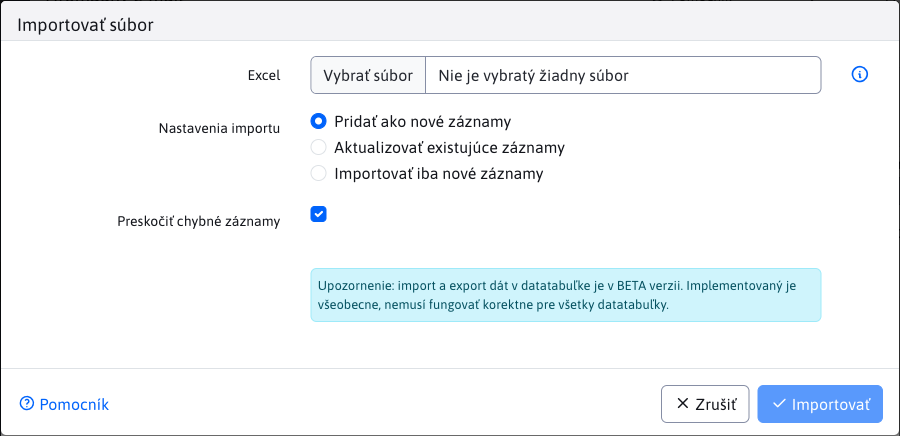 Importovať súbor
Excel
Vybrať súbor
Nie je vybratý žiadny súbor
Nastavenia importu
Pridať ako nové záznamy
Aktualizovať existujúce záznamy
Importovať iba nové záznamy
Preskočiť chybné záznamy
Upozornenie: import a export dát v datatabuľke je v BETA verzii. Implementovaný je
všeobecne, nemusí fungovať korektne pre všetky datatabuľky.
Pomocník
Zrušiť
Importovať